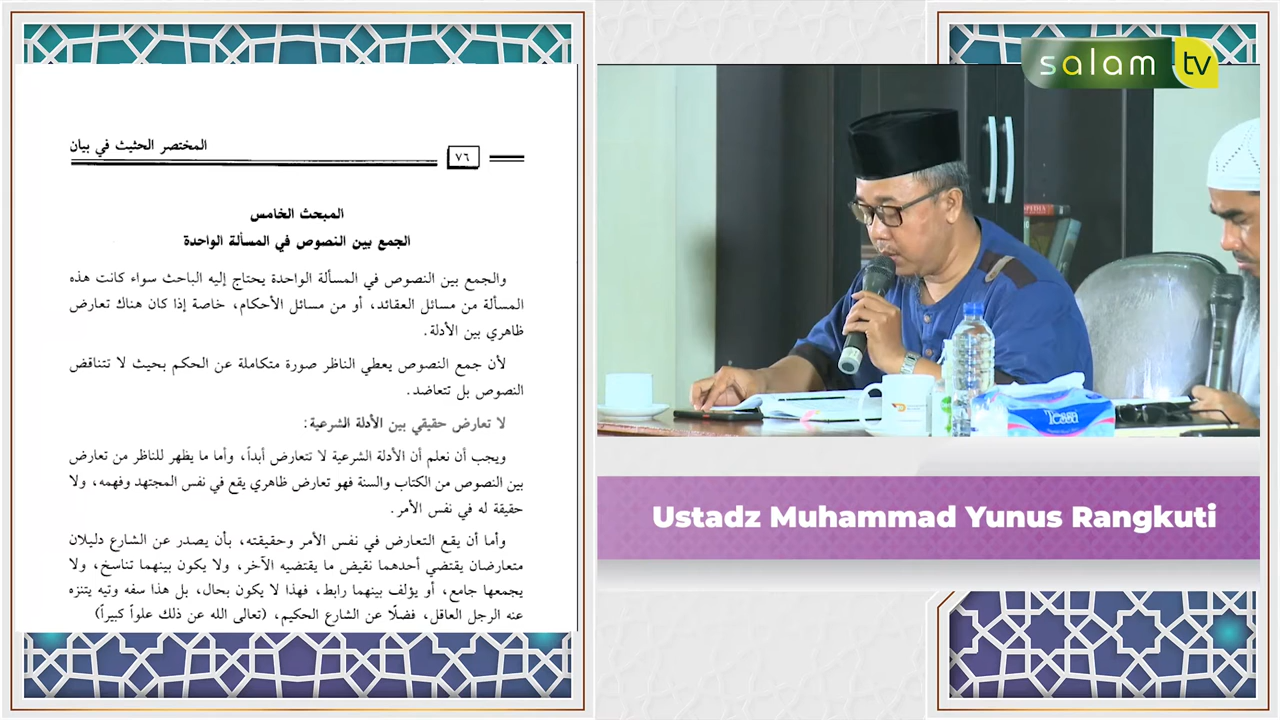 المختصر الحثيث في بيان
٧٦
المبحث الخامس
الجمع بين النصوص في المسألة الواحدة
والجمع بين النصوص في المسألة الواحدة يحتاج إليه الباحث سواء كانت هذه
المسألة من مسائل العقائد، أو من مسائل الأحكام، خاصة إذا كان هناك تعارض
ظاهري بين الأدلة.
لأن جمع النصوص يعطي الناظر صورة متكاملة عن الحكم بحيث لا تتناقض
النصوص بل تتعاضد.
لا تعارض حقيقي بين الأدلة الشرعية:
ويجب أن نعلم أن الأدلة الشرعية لا تتعارض أبداً، وأما ما يظهر للناظر من تعارض
بين النصوص من الكتاب والسنة فهو تعارض ظاهري يقع في نفس المجتهد وفهمه، ولا
حقيقة له في نفس الأمر.
وأما أن يقع التعارض في نفس الأمر وحقيقته، بأن يصدر عن الشارع دليلان
متعارضان يقتضي أحدهما نقيض ما يقتضيه الآخر، ولا يكون بينهما تناسخ، ولا
يجمعها جامع، أو يؤلف بينهما رابط، فهذا لا يكون بحال، بل هذا سفه وتيه يتنزه
عنه الرجل العاقل، فضلًا عن الشارع الحكيم، (تعالى الله عن ذلك علواً كبيراً)
salam tv
Tessa
Ustadz Muhammad Yunus Rangkuti